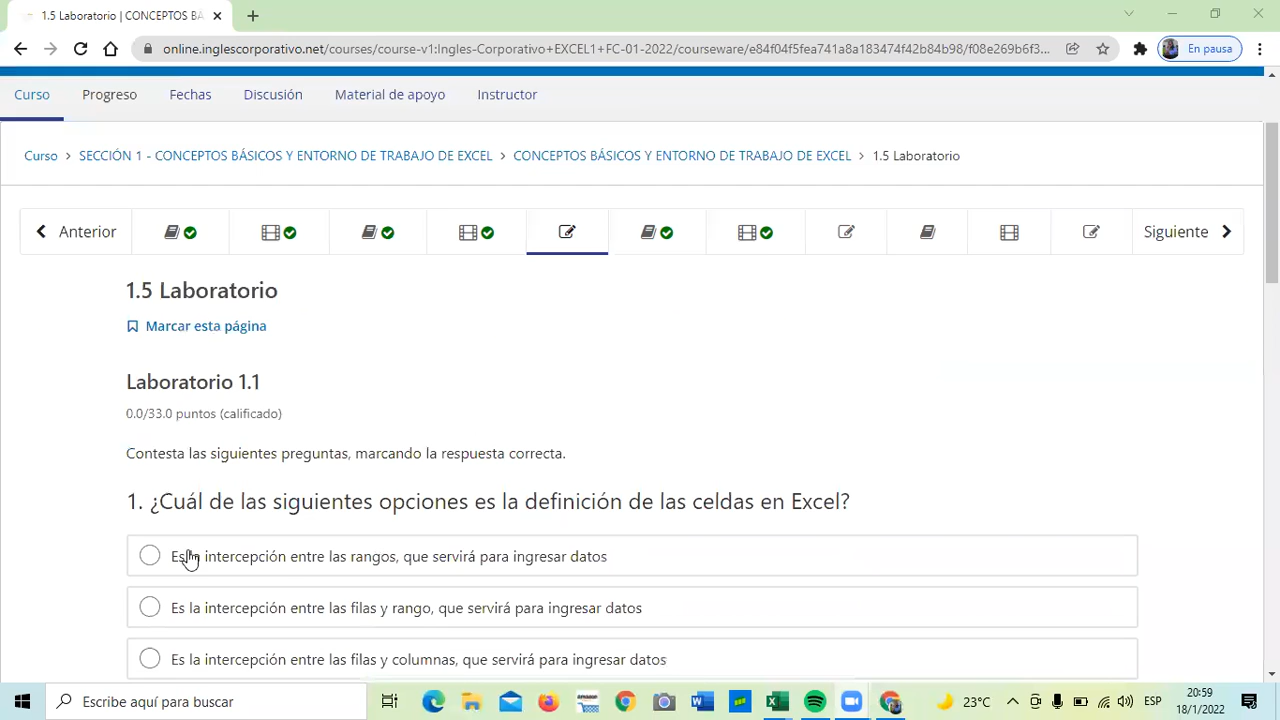 1.5 Laboratorio | CONCEPTOS BÁ
online.inglescorporativo.net/courses/course-v1:Ingles-Corporativo+EXCEL1+FC-01-2022/courseware/e84f04f5fea741a8a183474f42b84b98/f08e269b6f3...
En pausa
Curso
Progreso
Fechas
Discusión
Material de apoyo
Instructor
Curso > SECCIÓN 1 - CONCEPTOS BÁSICOS Y ENTORNO DE TRABAJO DE EXCEL > CONCEPTOS BÁSICOS Y ENTORNO DE TRABAJO DE EXCEL > 1.5 Laboratorio
Anterior
Siguiente
1.5 Laboratorio
Marcar esta página
Laboratorio 1.1
0.0/33.0 puntos (calificado)
Contesta las siguientes preguntas, marcando la respuesta correcta.
1. ¿Cuál de las siguientes opciones es la definición de las celdas en Excel?
Es intercepción entre las rangos, que servirá para ingresar datos
Es la intercepción entre las filas y rango, que servirá para ingresar datos
Es la intercepción entre las filas y columnas, que servirá para ingresar datos
Escribe aquí para buscar
23°C
ESP
20:59
18/1/2022